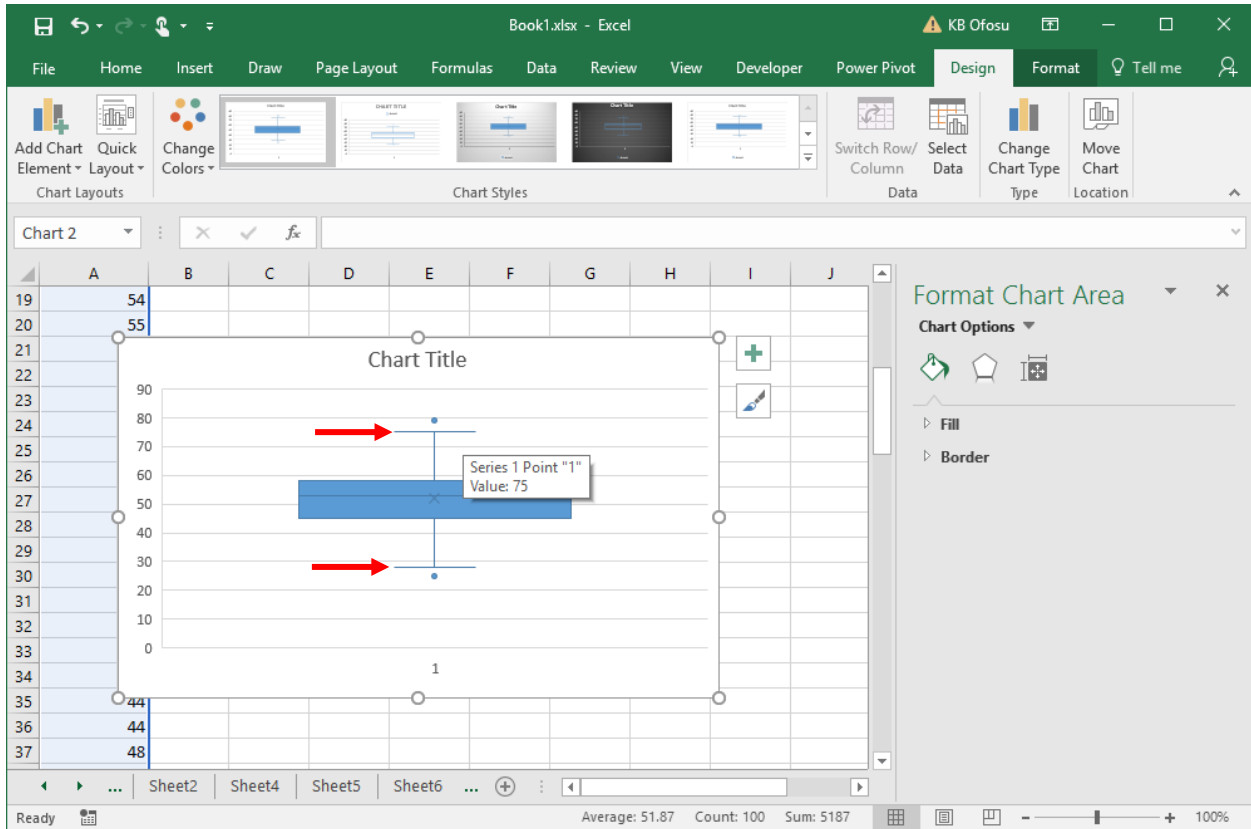 Book1.xlsx - Excel
KB Ofosu
File Home Insert Draw Page Layout Formulas Data Review View Developer Power Pivot Design Format Tell me
Add Chart Element
Quick Layout
Change Colors
Switch Row/ Column
Select Data
Change Chart Type
Move Chart
Chart Layouts
Chart Styles
Data
Type
Location
Chart 2
fx
A B C D E F G H I J
19 54
20 55
21
22
23
24
25
26
27
28
29
30
31
32
33
34
35 44
36 44
37 48
Chart Title
90
80
70
60
50
40
30
20
10
0
1
Series 1 Point "1"
Value: 75
Format Chart Area
Chart Options
Fill
Border
... Sheet2 Sheet4 Sheet5 Sheet6 ...
Ready
Average: 51.87 Count: 100 Sum: 5187
100%